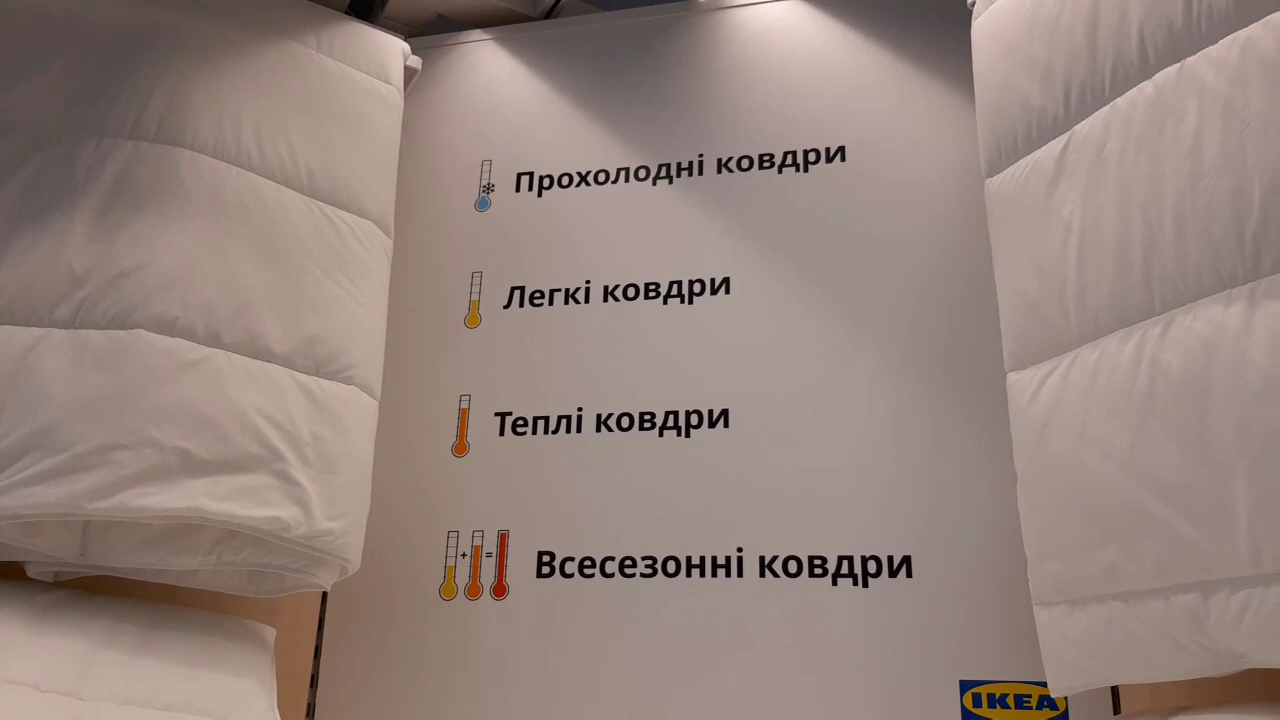 Прохолодні ковдри
Легкі ковдри
Теплі ковдри
Всесезонні ковдри
IKEA